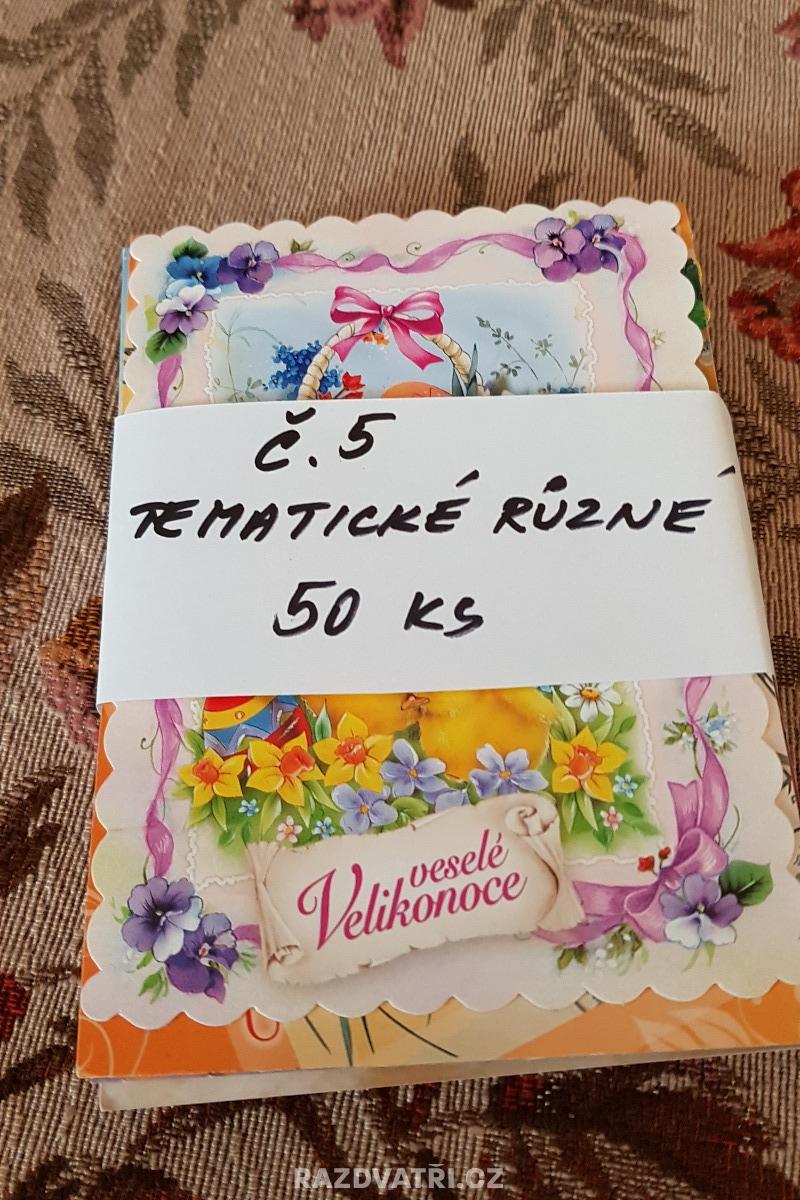 č.5
TEMATICKÉ RŮZNÉ
50 KS
veselé
Velikonoce
RAZDVATŘI.CZ